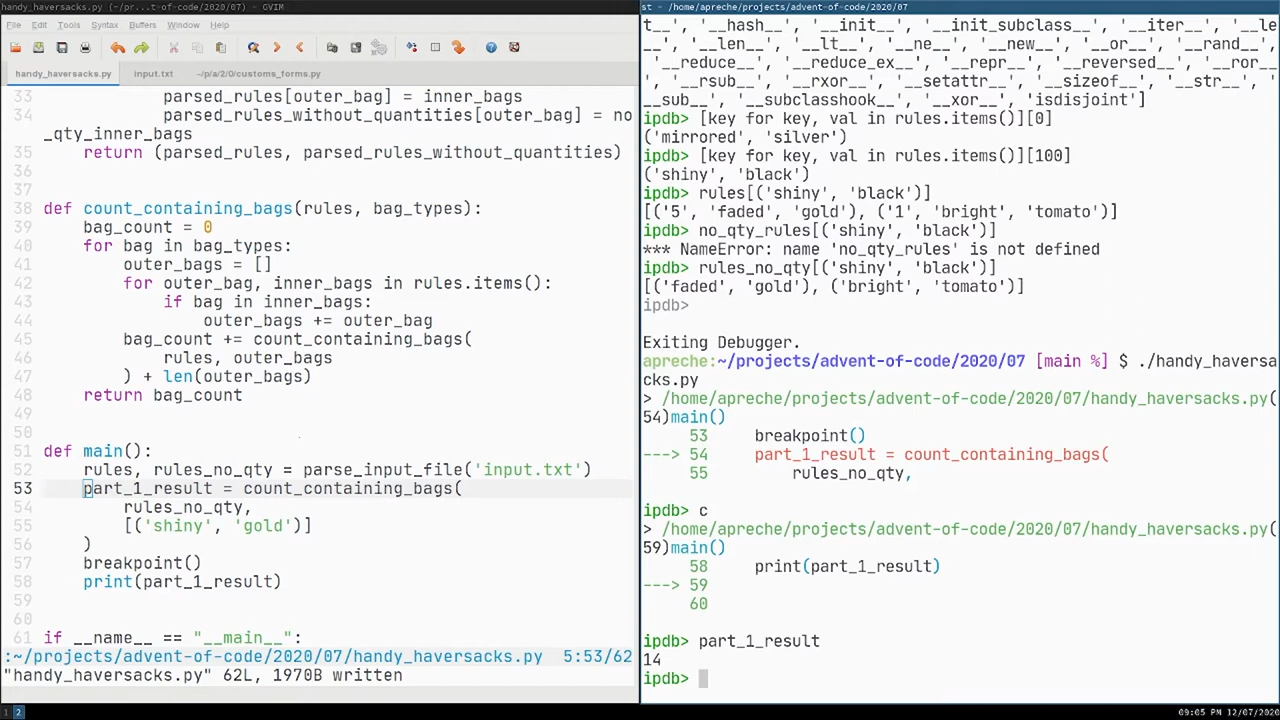 handy_haversacks.py (~/pr...t-of-code/2020/07) - GVIM
File Edit Tools Syntax Buffers Window Help
handy_haversacks.py input.txt ~/p/a/2/0/customs_forms.py
33 parsed_rules[outer_bag] = inner_bags
34 parsed_rules_without_quantities[outer_bag] = no
_qty_inner_bags
35 return (parsed_rules, parsed_rules_without_quantities)
36
37
38 def count_containing_bags(rules, bag_types):
39 bag_count = 0
40 for bag in bag_types:
41 outer_bags = []
42 for outer_bag, inner_bags in rules.items():
43 if bag in inner_bags:
44 outer_bags += outer_bag
45 bag_count += count_containing_bags(
46 rules, outer_bags
47 ) + len(outer_bags)
48 return bag_count
49
50
51 def main():
52 rules, rules_no_qty = parse_input_file('input.txt')
53 part_1_result = count_containing_bags(
54 rules_no_qty,
55 [('shiny', 'gold')]
56 )
57 breakpoint()
58 print(part_1_result)
59
60
61 if __name__ == "__main__":
:~/projects/advent-of-code/2020/07/handy_haversacks.py 5:53/62
"handy_haversacks.py" 62L, 1970B written
st - /home/apreche/projects/advent-of-code/2020/07
t__', '__hash__', '__init__', '__init_subclass__', '__iter__', '__le
__', '__len__', '__lt__', '__ne__', '__new__', '__or__', '__rand__',
'__reduce__', '__reduce_ex__', '__repr__', '__reversed__', '__ror__
', '__rsub__', '__rxor__', '__setattr__', '__sizeof__', '__str__', '
__sub__', '__subclasshook__', '__xor__', 'isdisjoint']
ipdb> [key for key, val in rules.items()][0]
('mirrored', 'silver')
ipdb> [key for key, val in rules.items()][100]
('shiny', 'black')
ipdb> rules[('shiny', 'black')]
[('5', 'faded', 'gold'), ('1', 'bright', 'tomato')]
ipdb> no_qty_rules[('shiny', 'black')]
*** NameError: name 'no_qty_rules' is not defined
ipdb> rules_no_qty[('shiny', 'black')]
[('faded', 'gold'), ('bright', 'tomato')]
ipdb>
Exiting Debugger.
apreche:~/projects/advent-of-code/2020/07 [main %] $ ./handy_haversa
cks.py
> /home/apreche/projects/advent-of-code/2020/07/handy_haversacks.py(
54)main()
53 breakpoint()
---> 54 part_1_result = count_containing_bags(
55 rules_no_qty,
ipdb> c
> /home/apreche/projects/advent-of-code/2020/07/handy_haversacks.py(
59)main()
58 print(part_1_result)
---> 59
60
ipdb> part_1_result
14
ipdb>
1 2
09:05 PM 12/07/2020